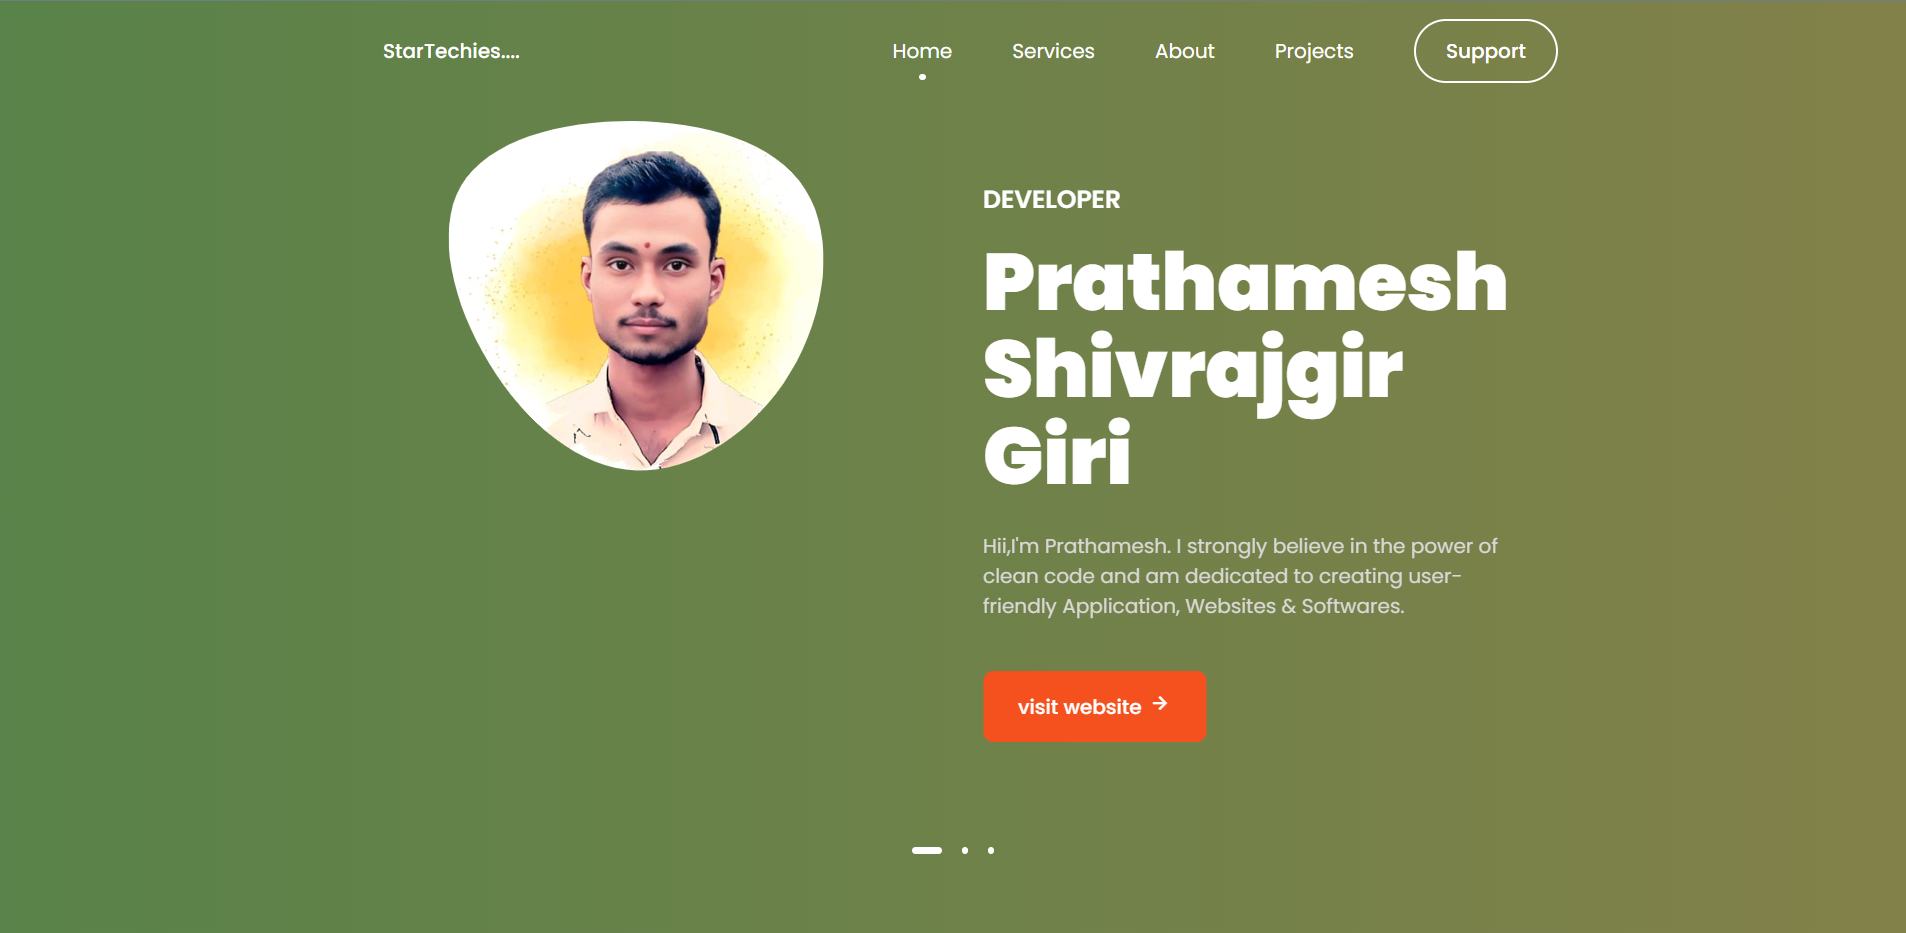 StarTechies....
Home Services About Projects Support
DEVELOPER
Prathamesh
Shivrajgir
Giri
Hii,I'm Prathamesh. I strongly believe in the power of
clean code and am dedicated to creating user-
friendly Application, Websites & Softwares.
visit website